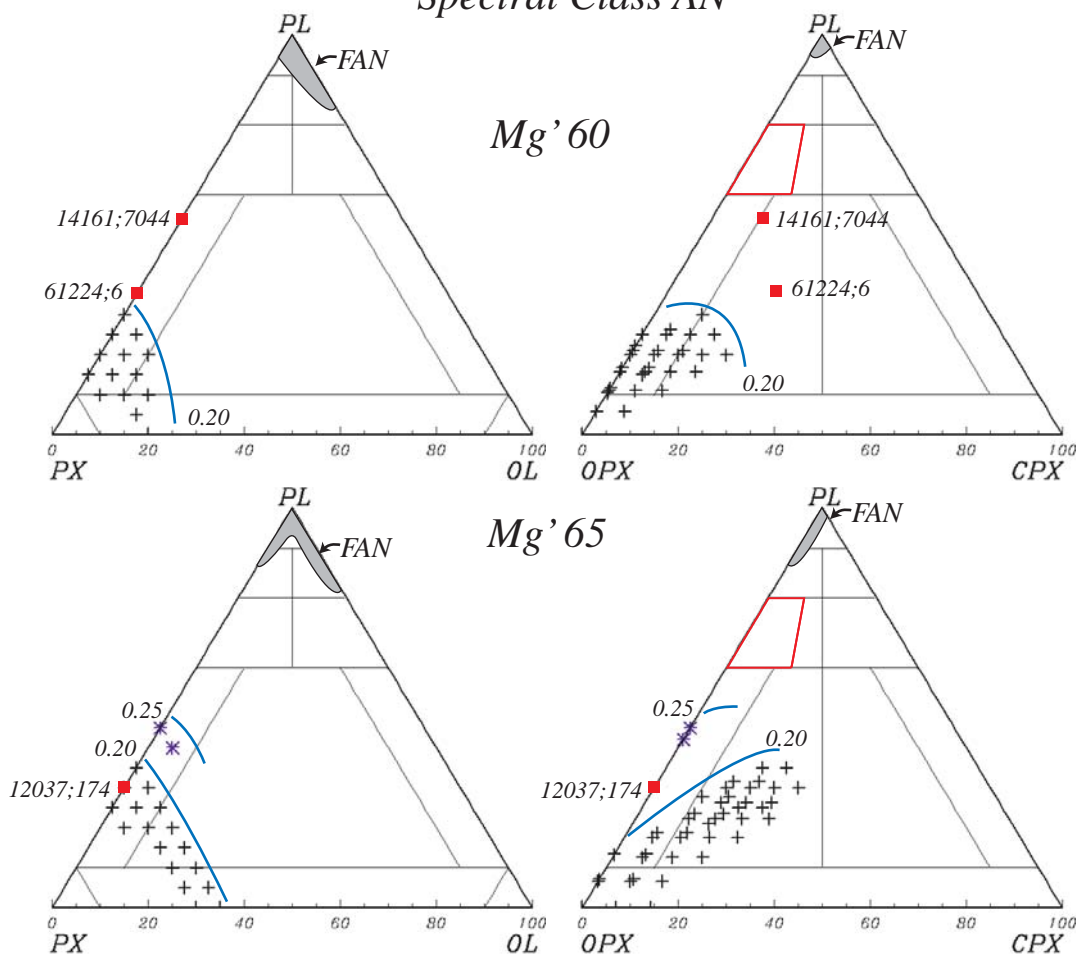 Spectral Class AN
PL
FAN
PL
FAN
Mg' 60
14161;7044
61224;6
0.20
14161;7044
61224;6
0.20
0 20 40 60 80 100
PX OL
0 20 40 60 80 100
OPX CPX
PL
FAN
PL
FAN
Mg' 65
0.25
0.20
12037;174
0.25
0.20
12037;174
0 20 40 60 80 100
PX OL
0 20 40 60 80 100
OPX CPX